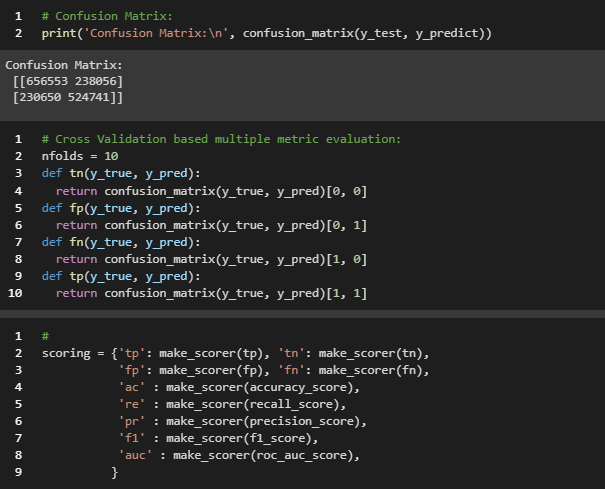 1 # Confusion Matrix:
2 print('Confusion Matrix:\n', confusion_matrix(y_test, y_predict))
Confusion Matrix:
 [[656553 238056]
 [230650 524741]]
1 # Cross Validation based multiple metric evaluation:
2 nfolds = 10
3 def tn(y_true, y_pred):
4   return confusion_matrix(y_true, y_pred)[0, 0]
5 def fp(y_true, y_pred):
6   return confusion_matrix(y_true, y_pred)[0, 1]
7 def fn(y_true, y_pred):
8   return confusion_matrix(y_true, y_pred)[1, 0]
9 def tp(y_true, y_pred):
10   return confusion_matrix(y_true, y_pred)[1, 1]
1 #
2 scoring = {'tp': make_scorer(tp), 'tn': make_scorer(tn),
3            'fp': make_scorer(fp), 'fn': make_scorer(fn),
4            'ac' : make_scorer(accuracy_score),
5            're' : make_scorer(recall_score),
6            'pr' : make_scorer(precision_score),
7            'f1' : make_scorer(f1_score),
8            'auc' : make_scorer(roc_auc_score),
9           }